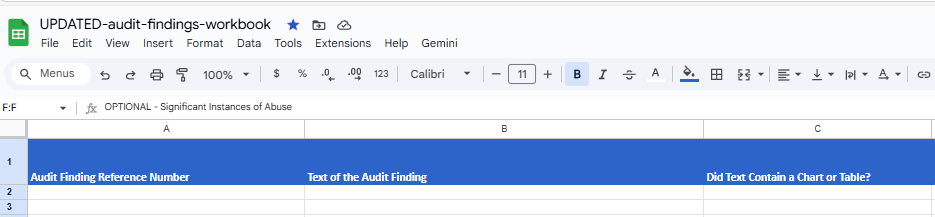 UPDATED-audit-findings-workbook
File Edit View Insert Format Data Tools Extensions Help Gemini
Menus 100% $ % .0 .00 123 Calibri 11 B I S A A
F:F fx OPTIONAL - Significant Instances of Abuse
A B C
1 Audit Finding Reference Number Text of the Audit Finding Did Text Contain a Chart or Table?
2
3